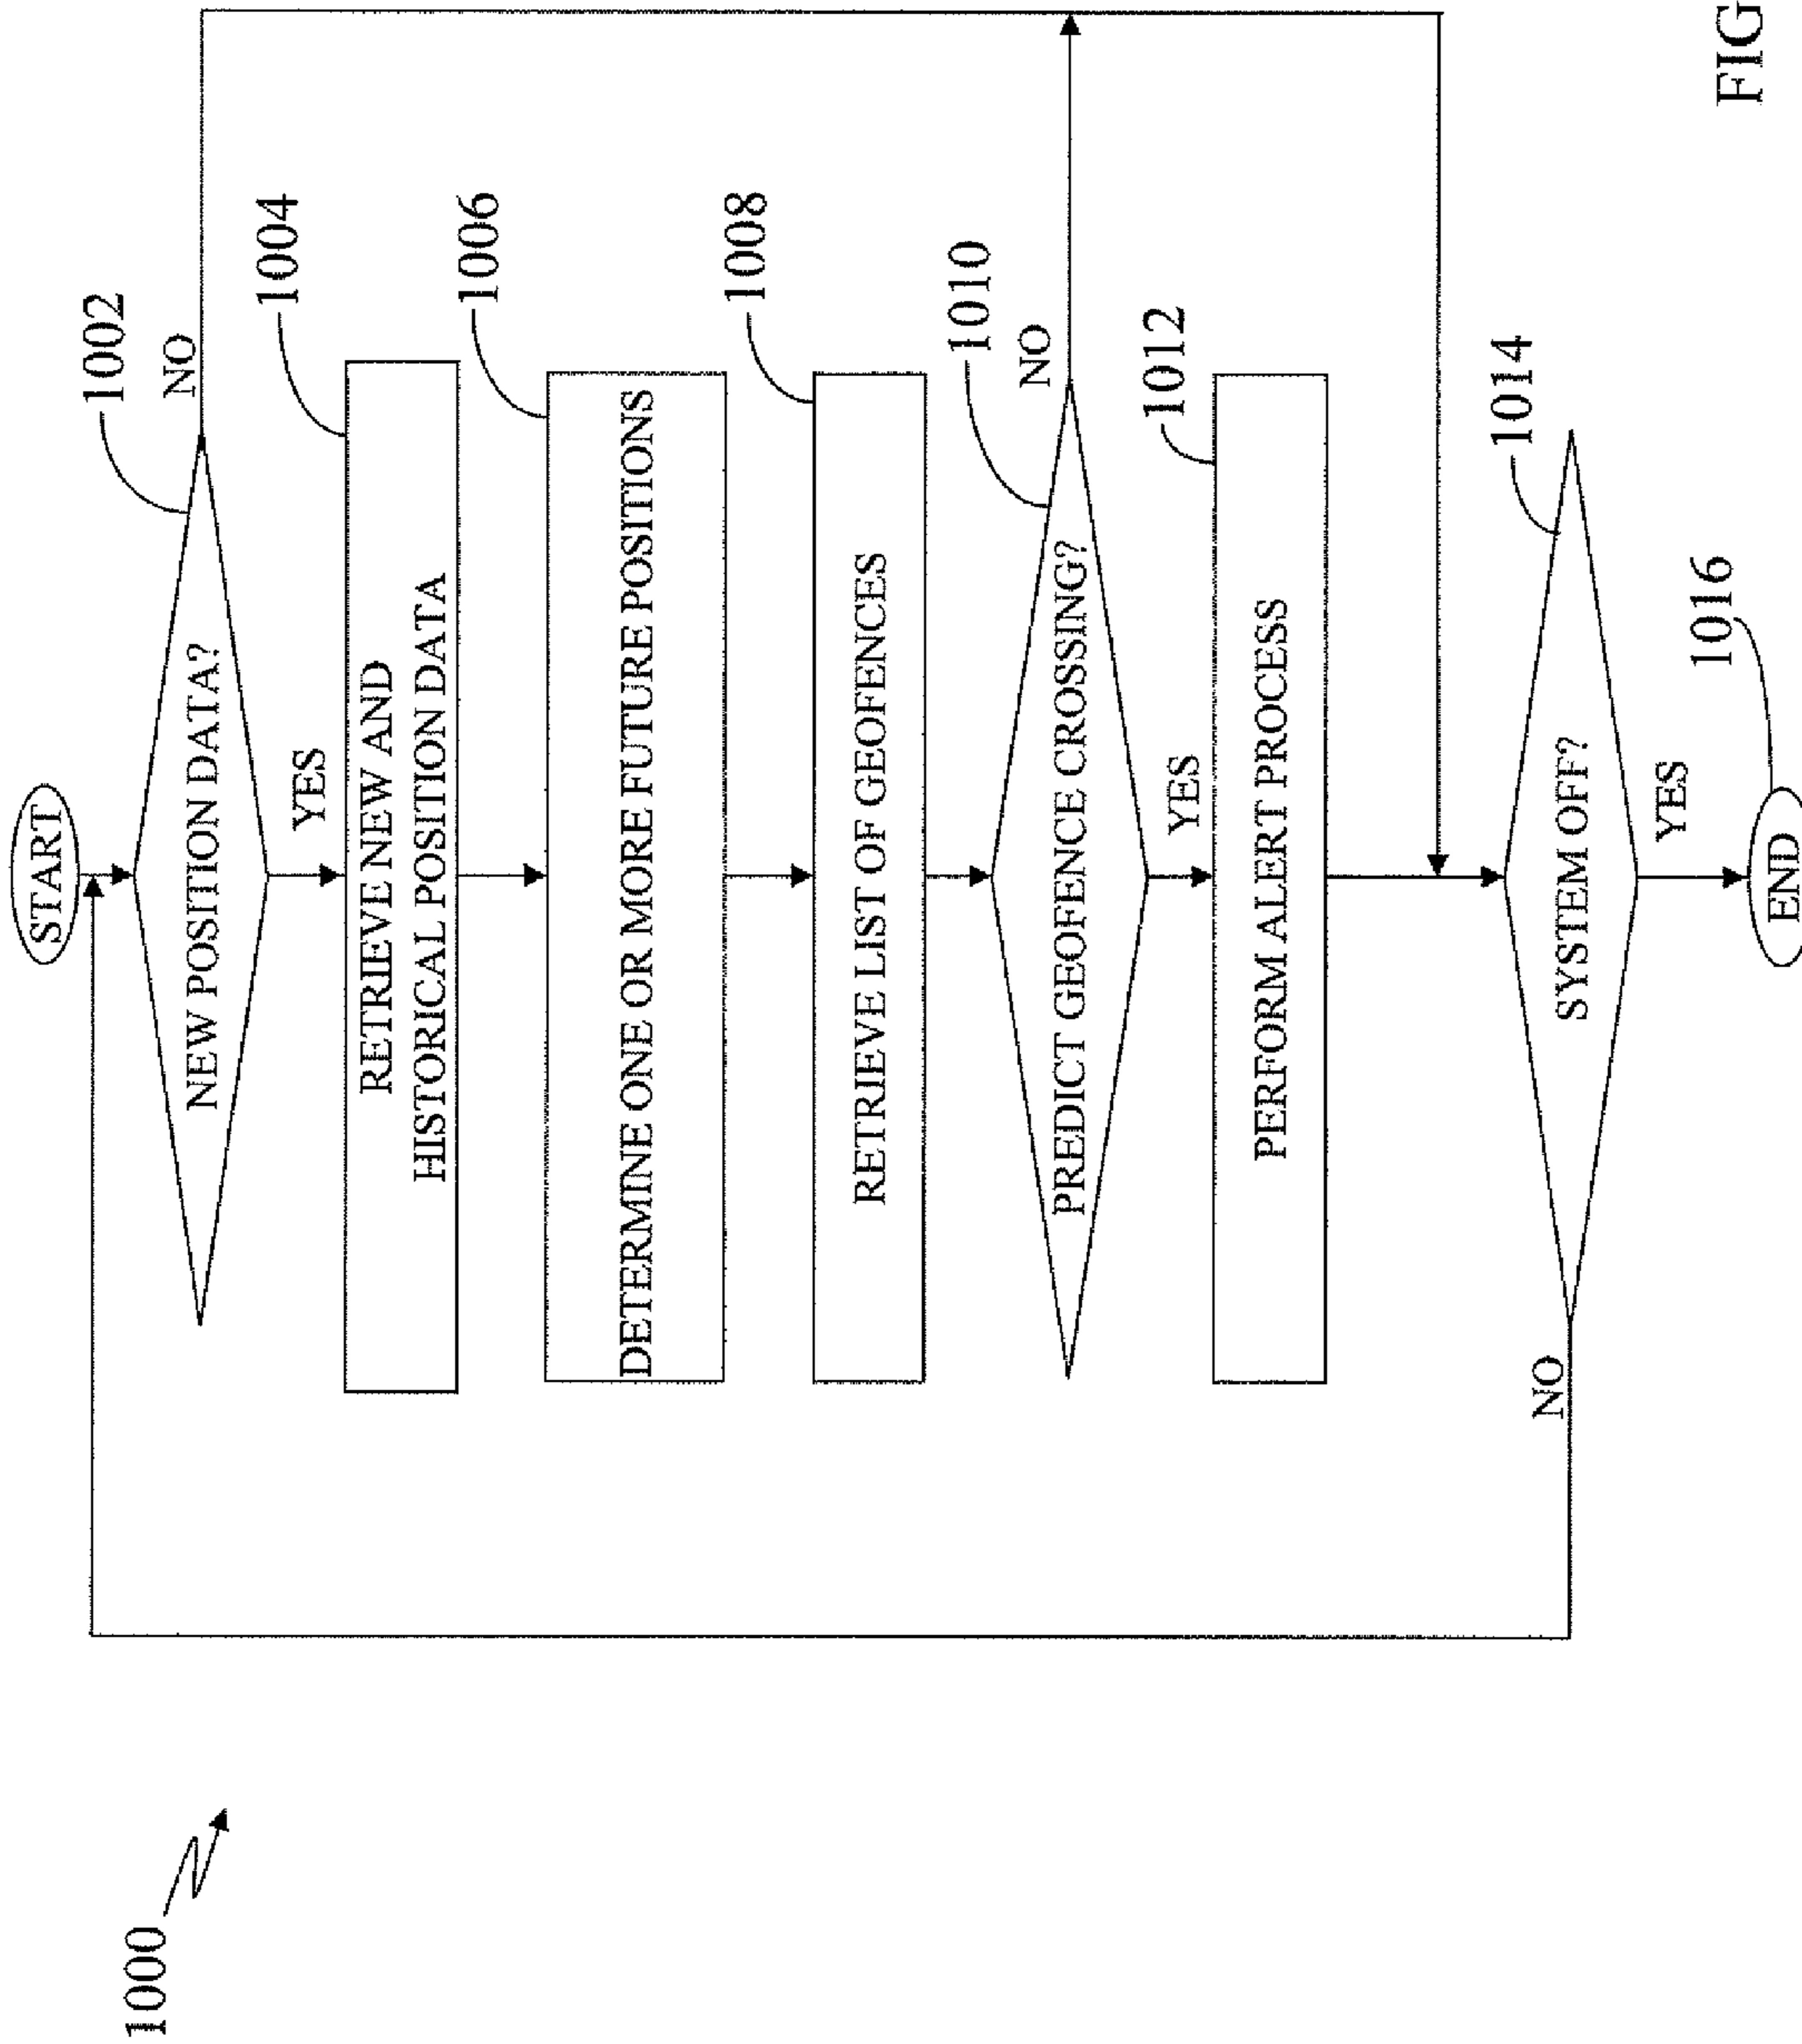 1000
START
NEW POSITION DATA?
1002
NO
YES
RETRIEVE NEW AND
HISTORICAL POSITION DATA
1004
DETERMINE ONE OR MORE FUTURE POSITIONS
1006
RETRIEVE LIST OF GEOFENCES
1008
PREDICT GEOFENCE CROSSING?
1010
NO
YES
PERFORM ALERT PROCESS
1012
SYSTEM OFF?
1014
NO
YES
END
1016
FIG